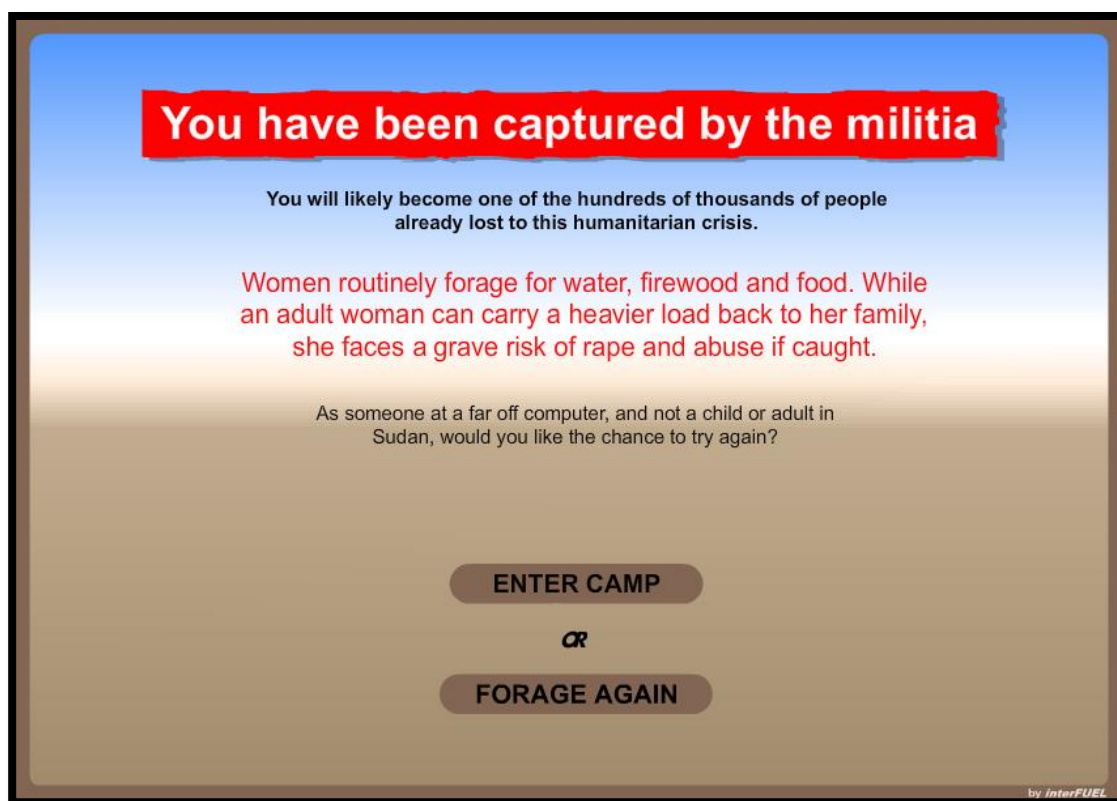 You have been captured by the militia
You will likely become one of the hundreds of thousands of people
already lost to this humanitarian crisis.
Women routinely forage for water, firewood and food. While
an adult woman can carry a heavier load back to her family,
she faces a grave risk of rape and abuse if caught.
As someone at a far off computer, and not a child or adult in
Sudan, would you like the chance to try again?
ENTER CAMP
OR
FORAGE AGAIN
by interFUEL